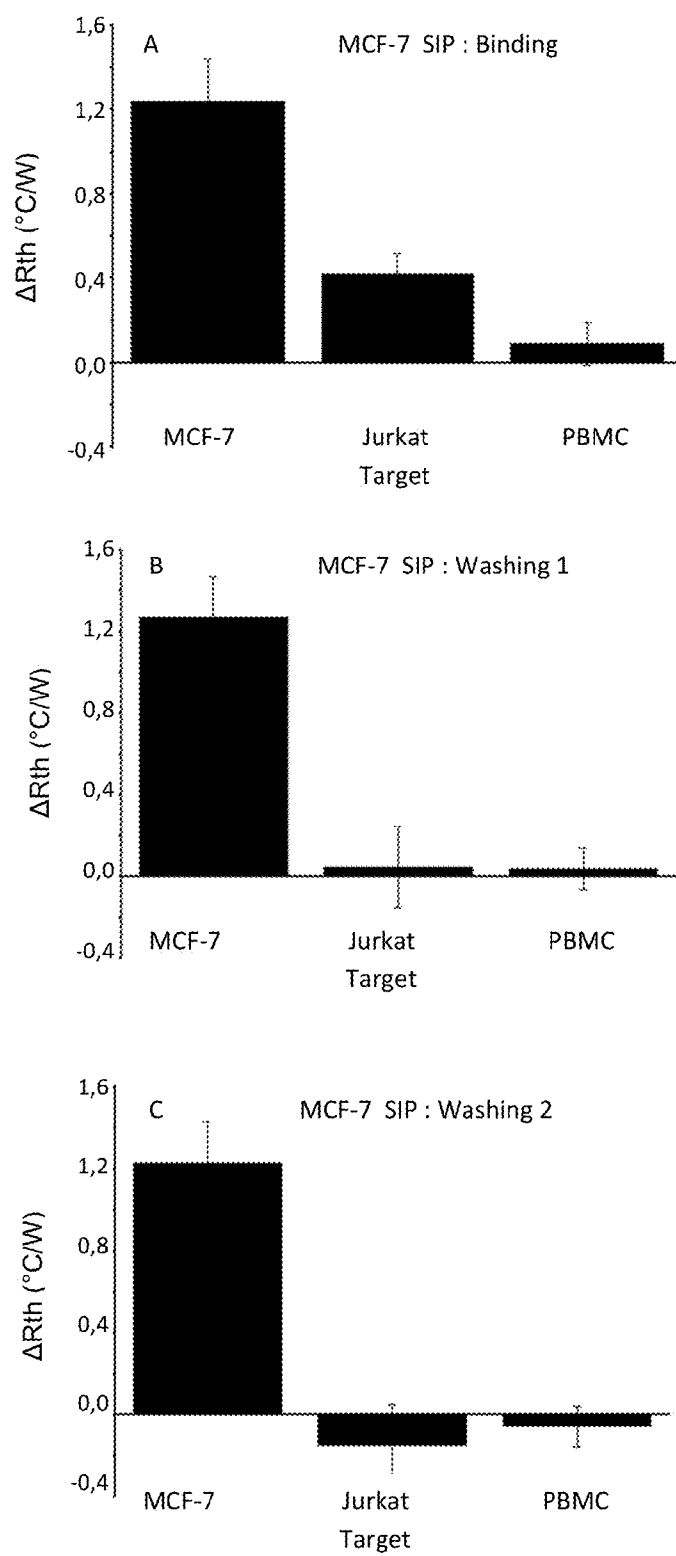 1,6
A
MCF-7 SIP : Binding
1,2
0,8
0,4
0,0
-0,4
ΔRth (°C/W)
MCF-7
Jurkat
PBMC
Target
1,6
B
MCF-7 SIP : Washing 1
1,2
0,8
0,4
0,0
-0,4
ΔRth (°C/W)
MCF-7
Jurkat
PBMC
Target
1,6
C
MCF-7 SIP : Washing 2
1,2
0,8
0,4
0,0
-0,4
ΔRth (°C/W)
MCF-7
Jurkat
PBMC
Target